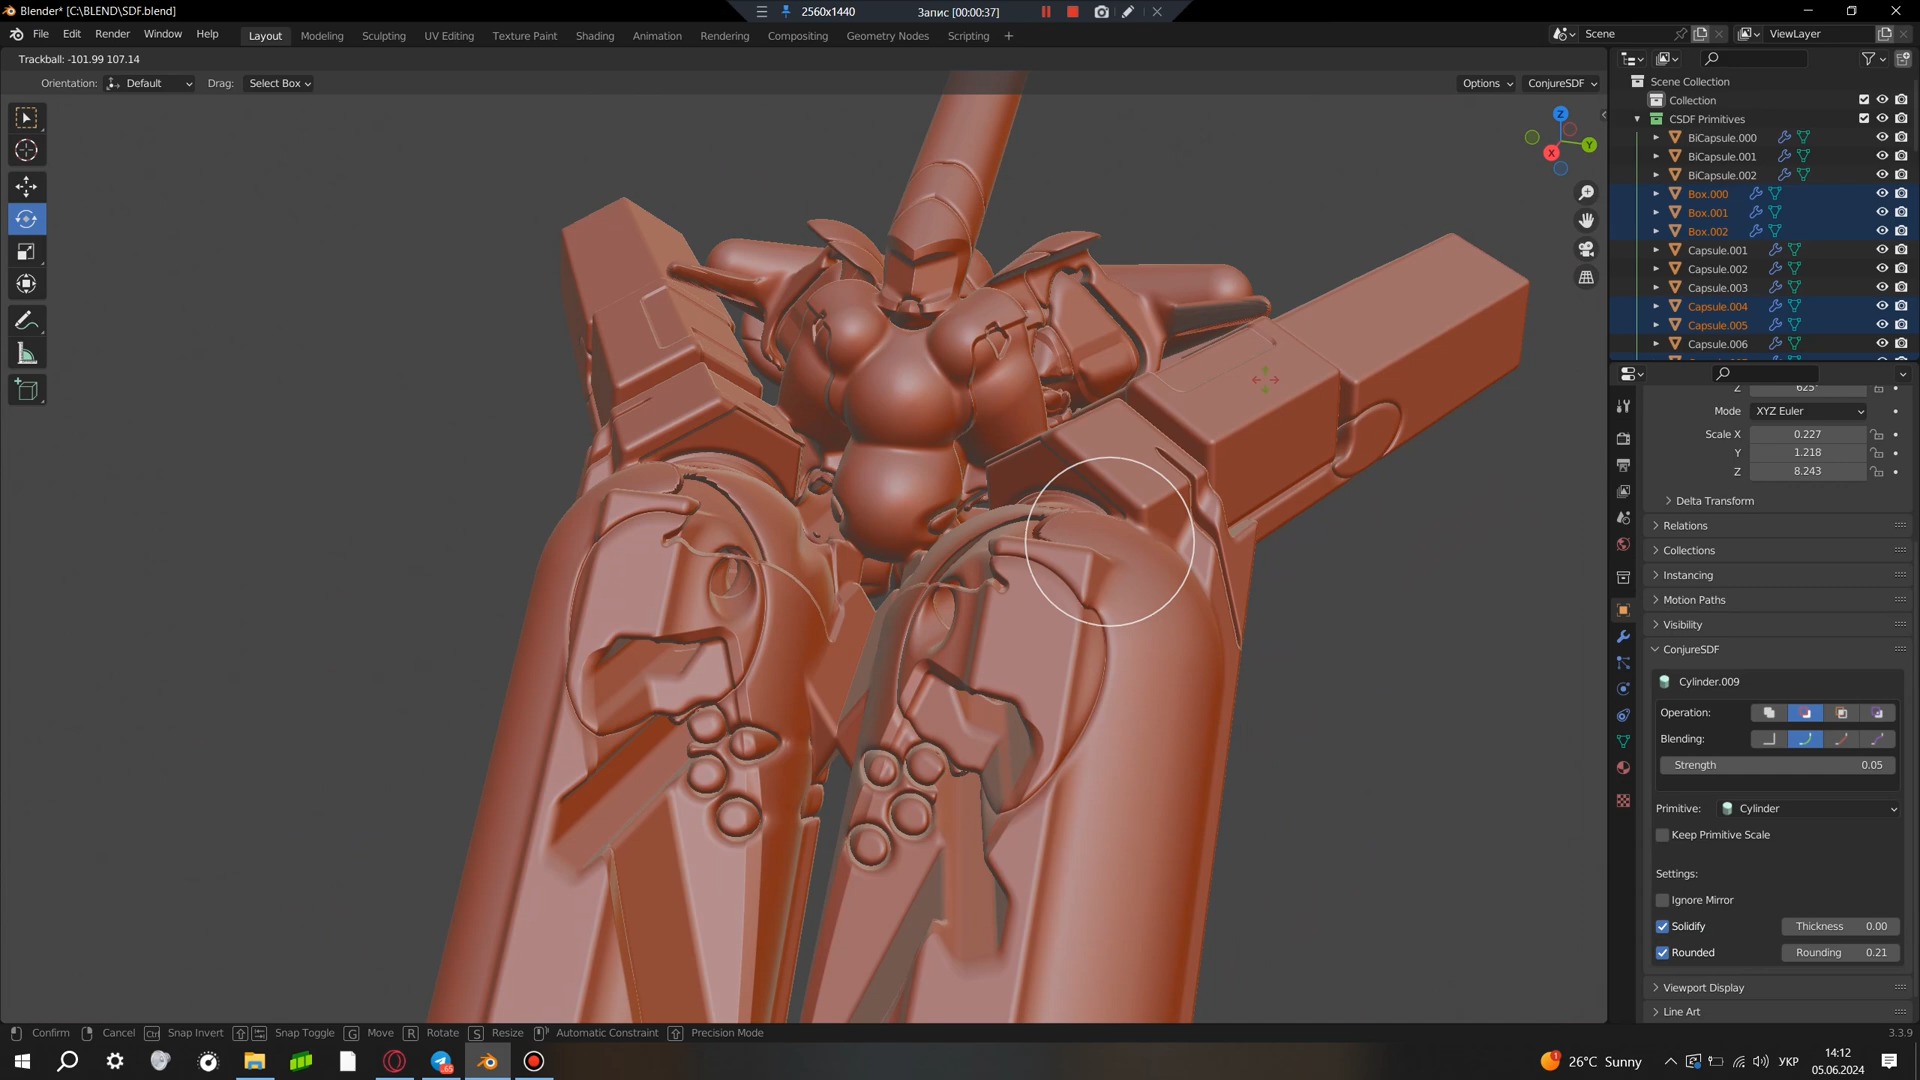 Blender* [C:\BLEND\SDF.blend]
2560x1440
Запис [00:00:37]
File Edit Render Window Help
Layout Modeling Sculpting UV Editing Texture Paint Shading Animation Rendering Compositing Geometry Nodes Scripting +
Scene
ViewLayer
Trackball: -101.99 107.14
Orientation: Default Drag: Select Box
Options ConjureSDF
Scene Collection
Collection
CSDF Primitives
BiCapsule.000
BiCapsule.001
BiCapsule.002
Box.000
Box.001
Box.002
Capsule.001
Capsule.002
Capsule.003
Capsule.004
Capsule.005
Capsule.006
Z
Y
X
Z 625°
Mode XYZ Euler
Scale X 0.227
Y 1.218
Z 8.243
Delta Transform
Relations
Collections
Instancing
Motion Paths
Visibility
ConjureSDF
Cylinder.009
Operation:
Blending:
Strength 0.05
Primitive: Cylinder
Keep Primitive Scale
Settings:
Ignore Mirror
Solidify Thickness 0.00
Rounded Rounding 0.21
Viewport Display
Line Art
Confirm Cancel Ctrl Snap Invert Snap Toggle G Move R Rotate S Resize Automatic Constraint Precision Mode
3.3.9
26°C Sunny
УКР
14:12
05.06.2024